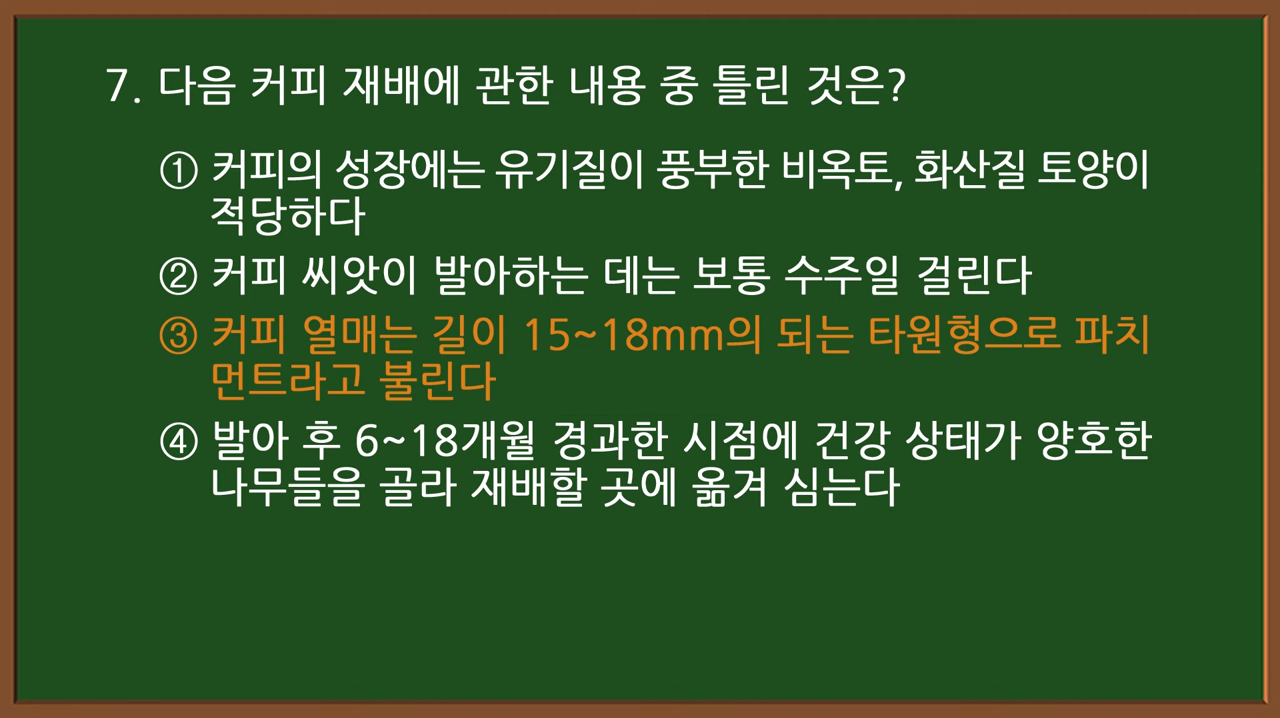 7. 다음 커피 재배에 관한 내용 중 틀린 것은?
① 커피의 성장에는 유기질이 풍부한 비옥토, 화산질 토양이
적당하다
② 커피 씨앗이 발아하는 데는 보통 수주일 걸린다
③ 커피 열매는 길이 15~18mm의 되는 타원형으로 파치
먼트라고 불린다
④ 발아 후 6~18개월 경과한 시점에 건강 상태가 양호한
나무들을 골라 재배할 곳에 옮겨 심는다